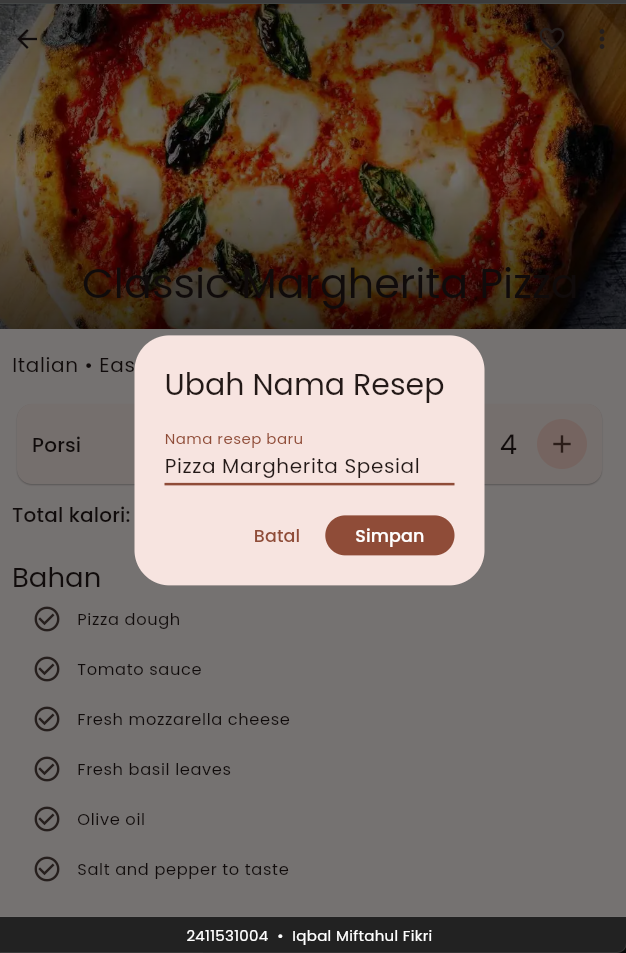 Classic Margherita Pizza
Italian • Eas
Ubah Nama Resep
Nama resep baru
Pizza Margherita Spesial
Batal
Simpan
Porsi
4
Total kalori:
Bahan
Pizza dough
Tomato sauce
Fresh mozzarella cheese
Fresh basil leaves
Olive oil
Salt and pepper to taste
2411531004 • Iqbal Miftahul Fikri